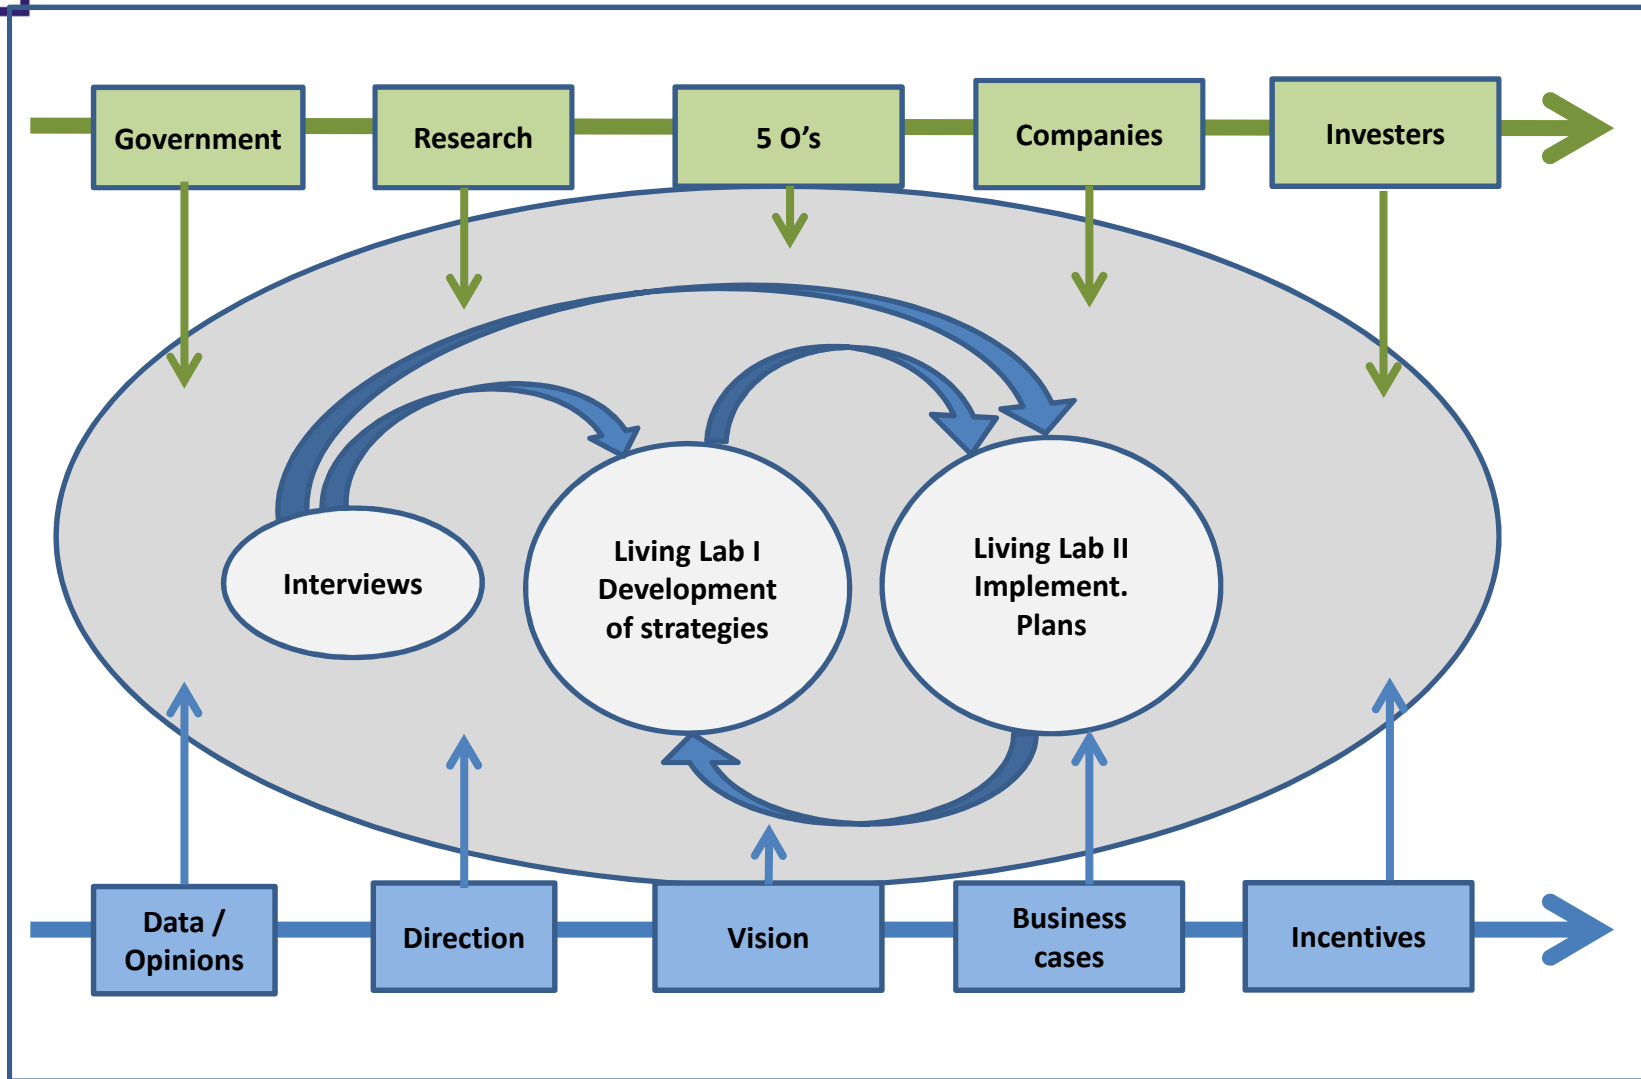 Government
Research
5 O's
Companies
Investers
Interviews
Living Lab I
Development
of strategies
Living Lab II
Implement.
Plans
Data /
Opinions
Direction
Vision
Business
cases
Incentives